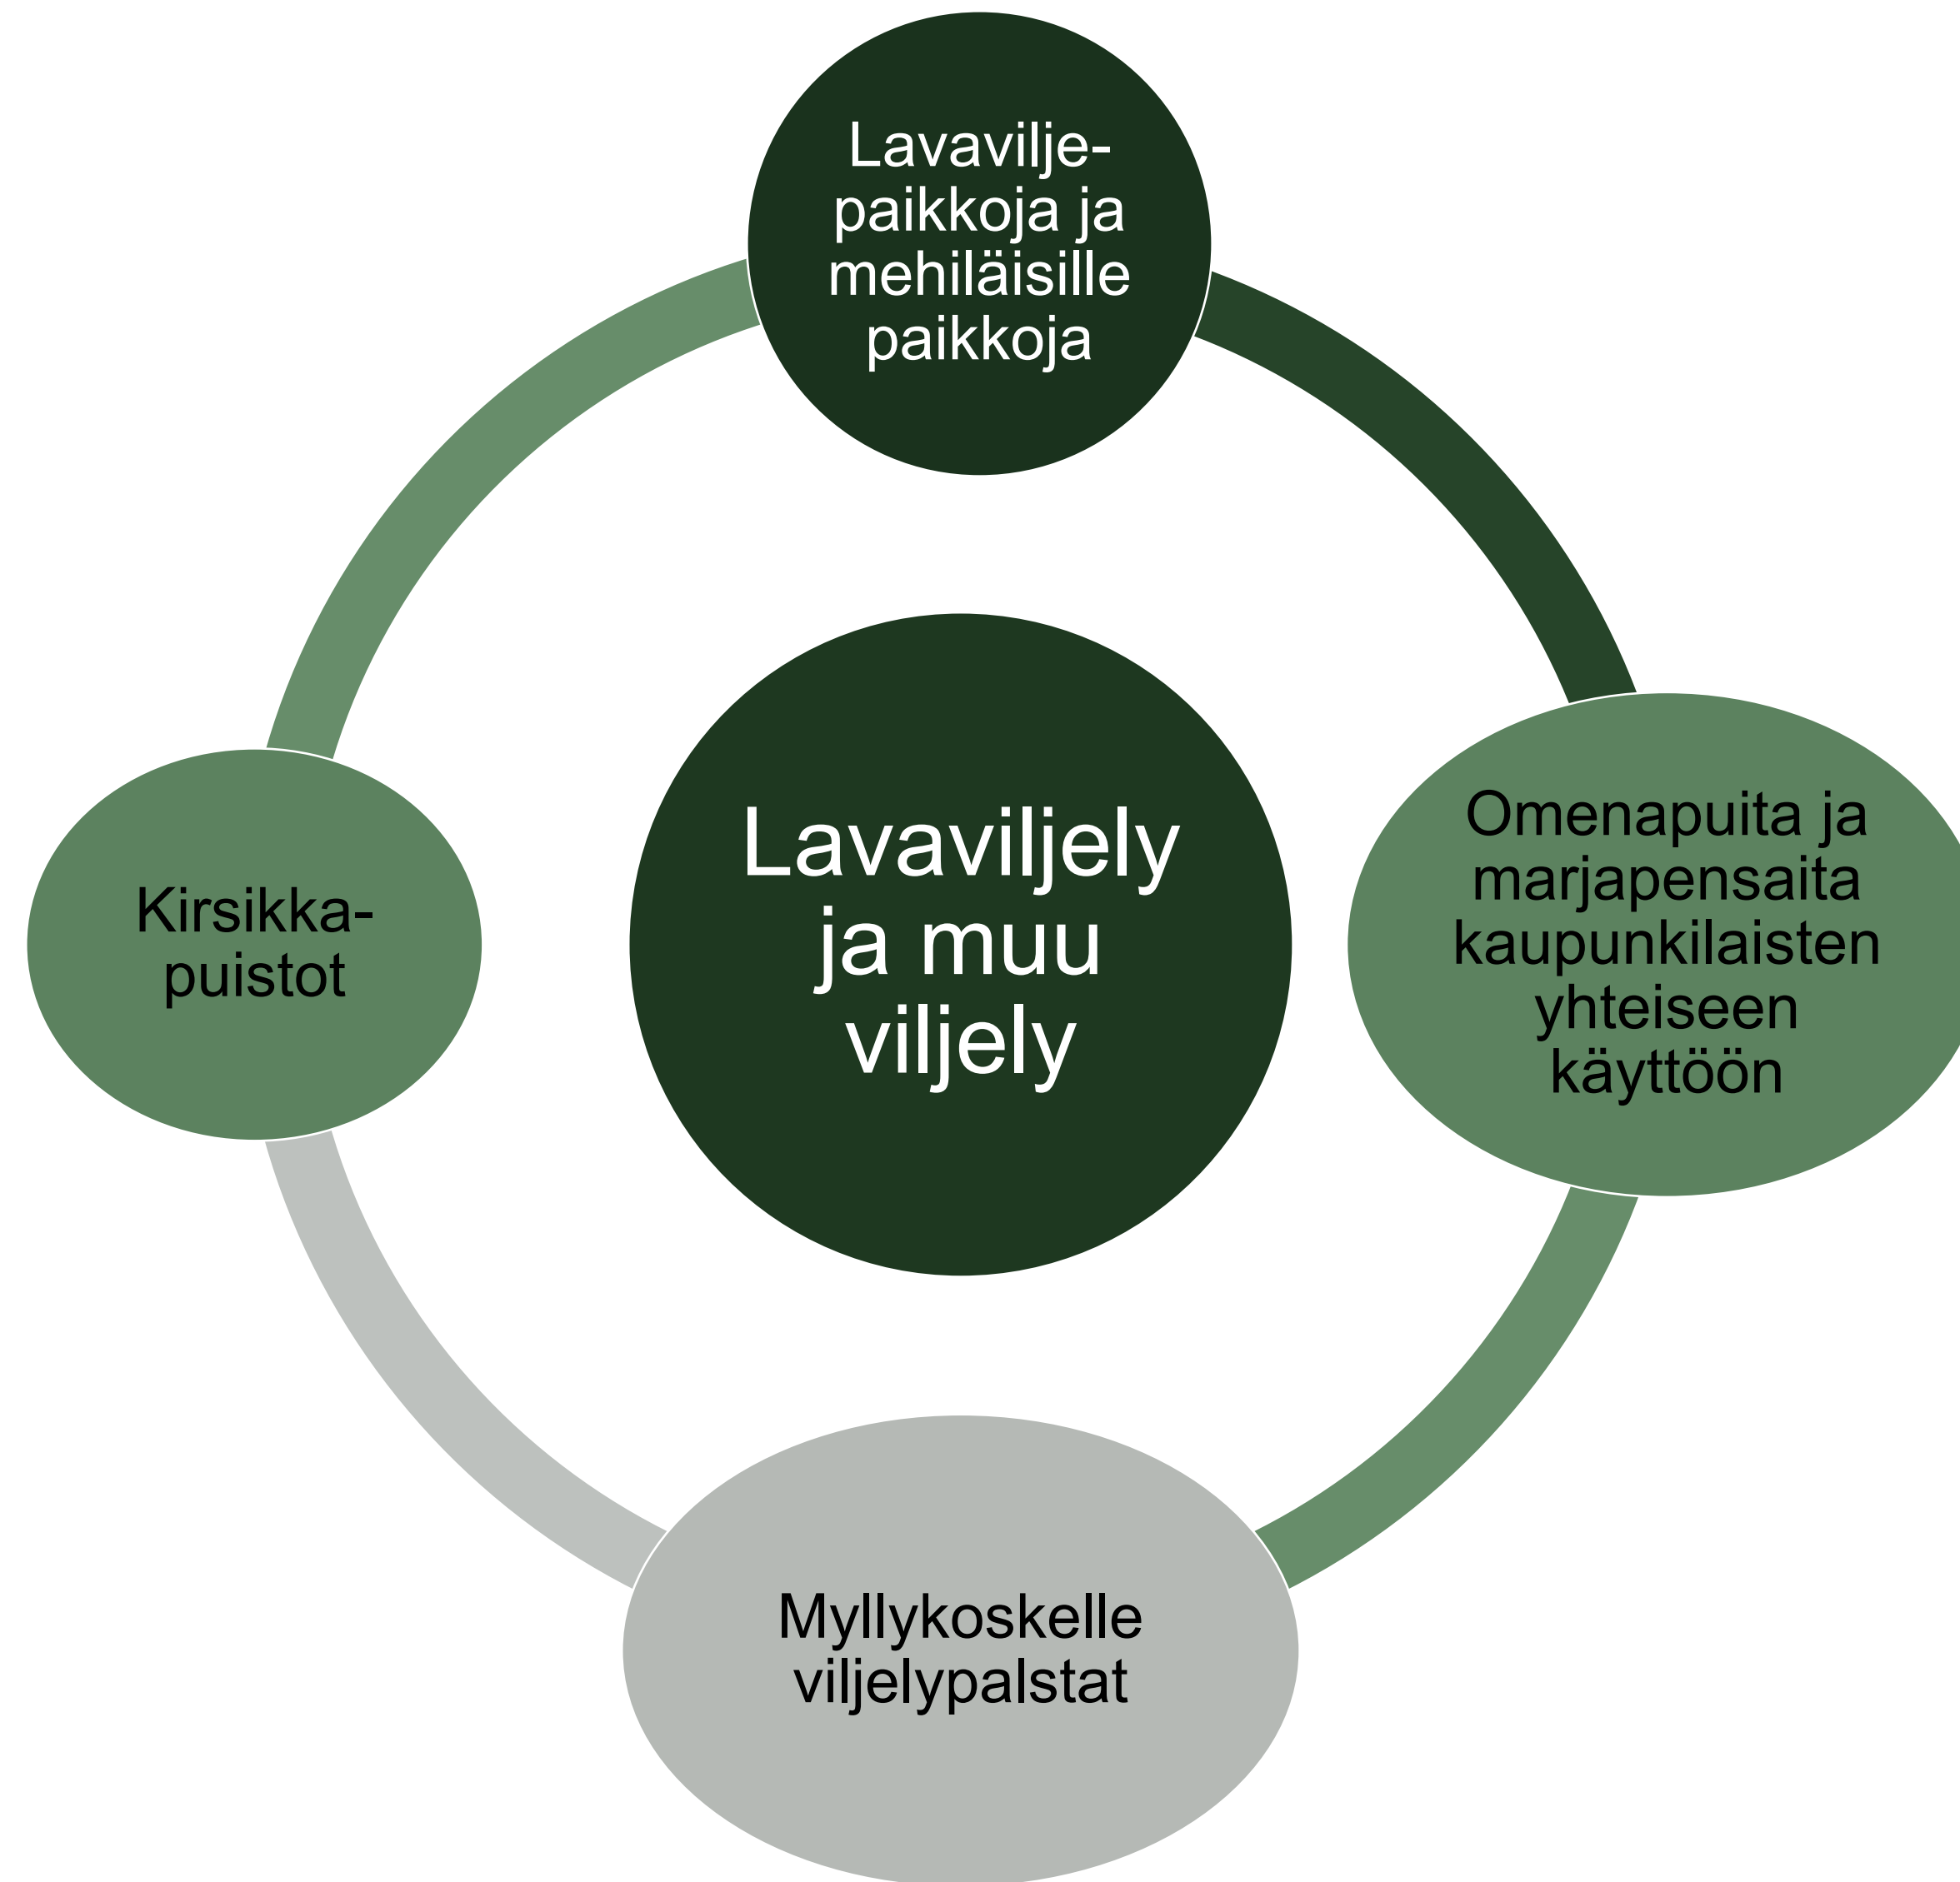 Lavavilje-
paikkoja ja
mehiläisille
paikkoja
Lavaviljely
ja muu
viljely
Omenapuita ja
marjapensaita
kaupunkilaisten
yhteiseen
käyttöön
Kirsikka-
puistot
Myllykoskelle
viljelypalstat